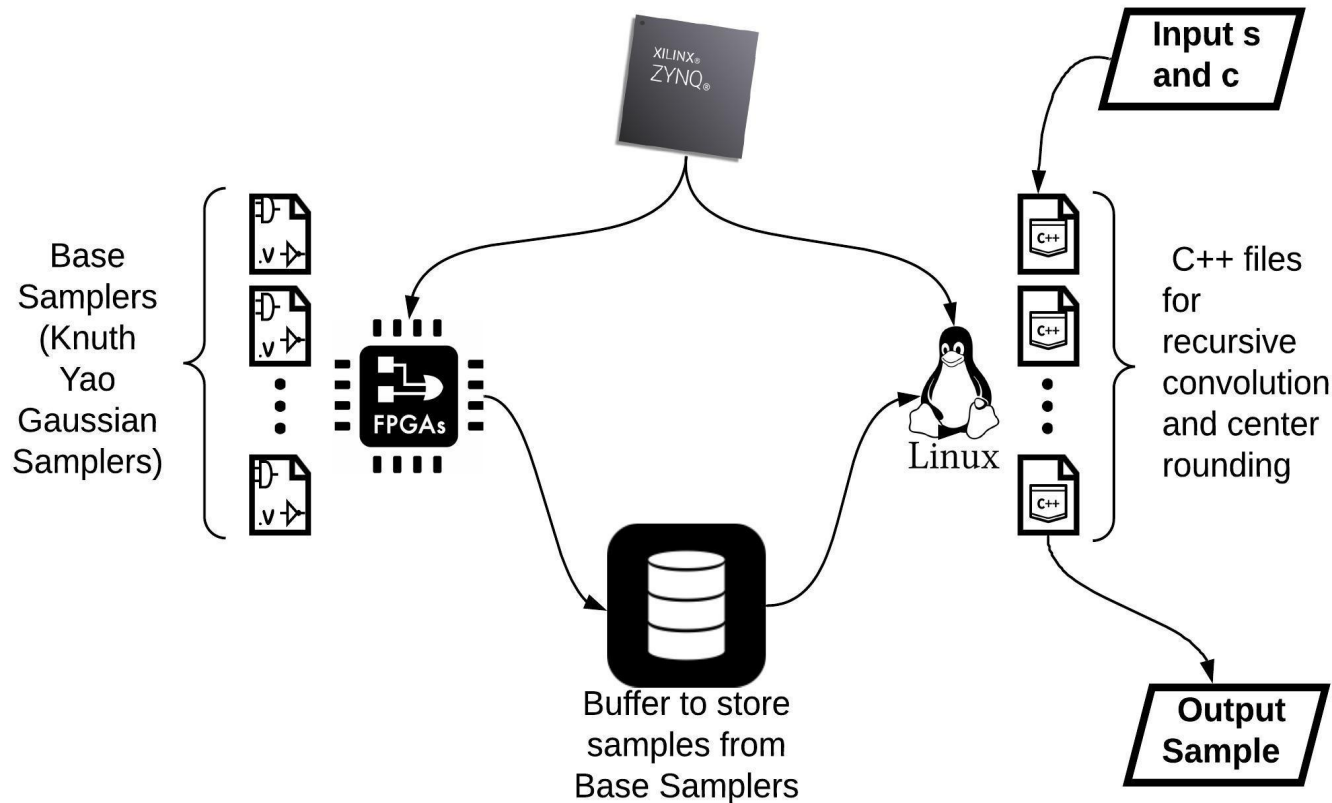 XILINX®
ZYNQ®
Input s
and c
Base
Samplers
(Knuth
Yao
Gaussian
Samplers)
.v
.v
.v
FPGAs
Linux
C++
C++
C++
C++ files
for
recursive
convolution
and center
rounding
Buffer to store
samples from
Base Samplers
Output
Sample